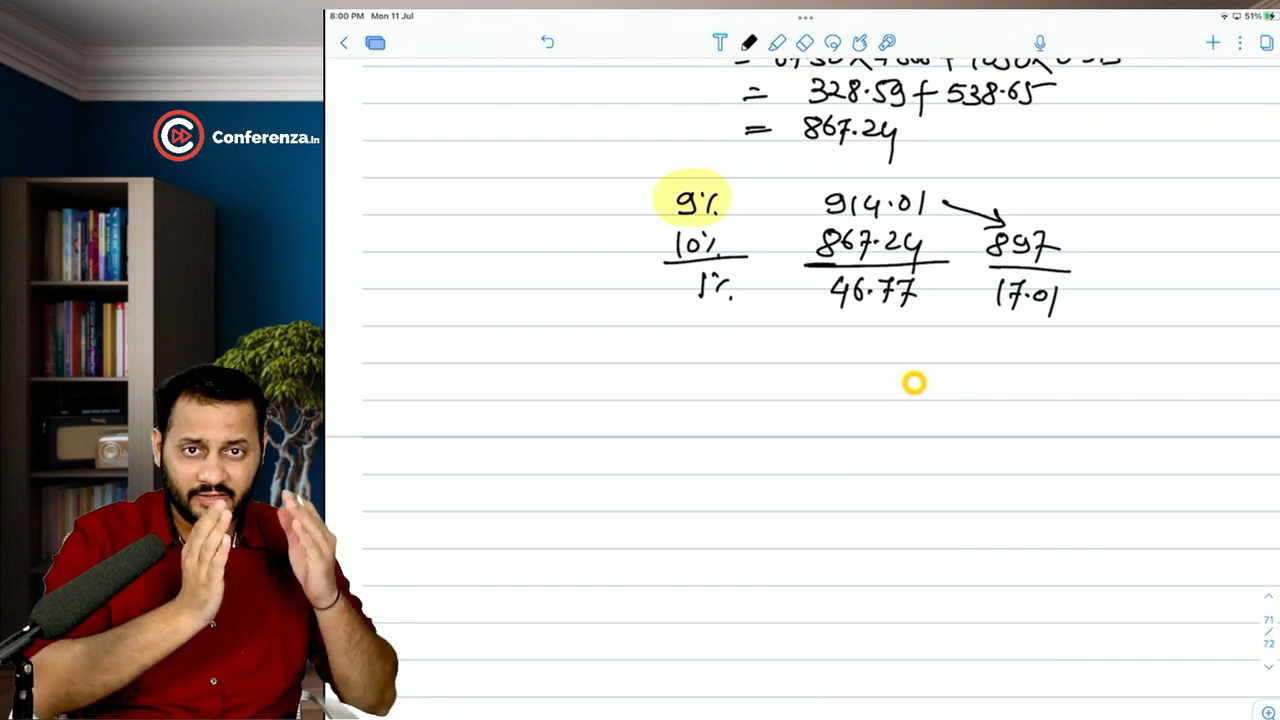 8:00 PM Mon 11 Jul
51%
Conferenza.in
= 328.59 + 538.65
= 867.24
9% 914.01
10% 867.24 897
1% 46.77 17.01
71
/
72